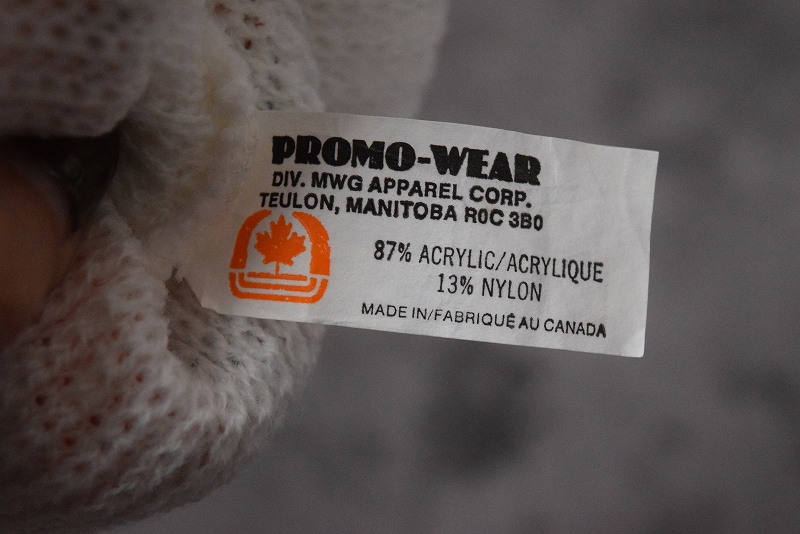 PROMO-WEAR
DIV. MWG APPAREL CORP.
TEULON, MANITOBA R0C 3B0
87% ACRYLIC/ACRYLIQUE
13% NYLON
MADE IN/FABRIQUÉ AU CANADA